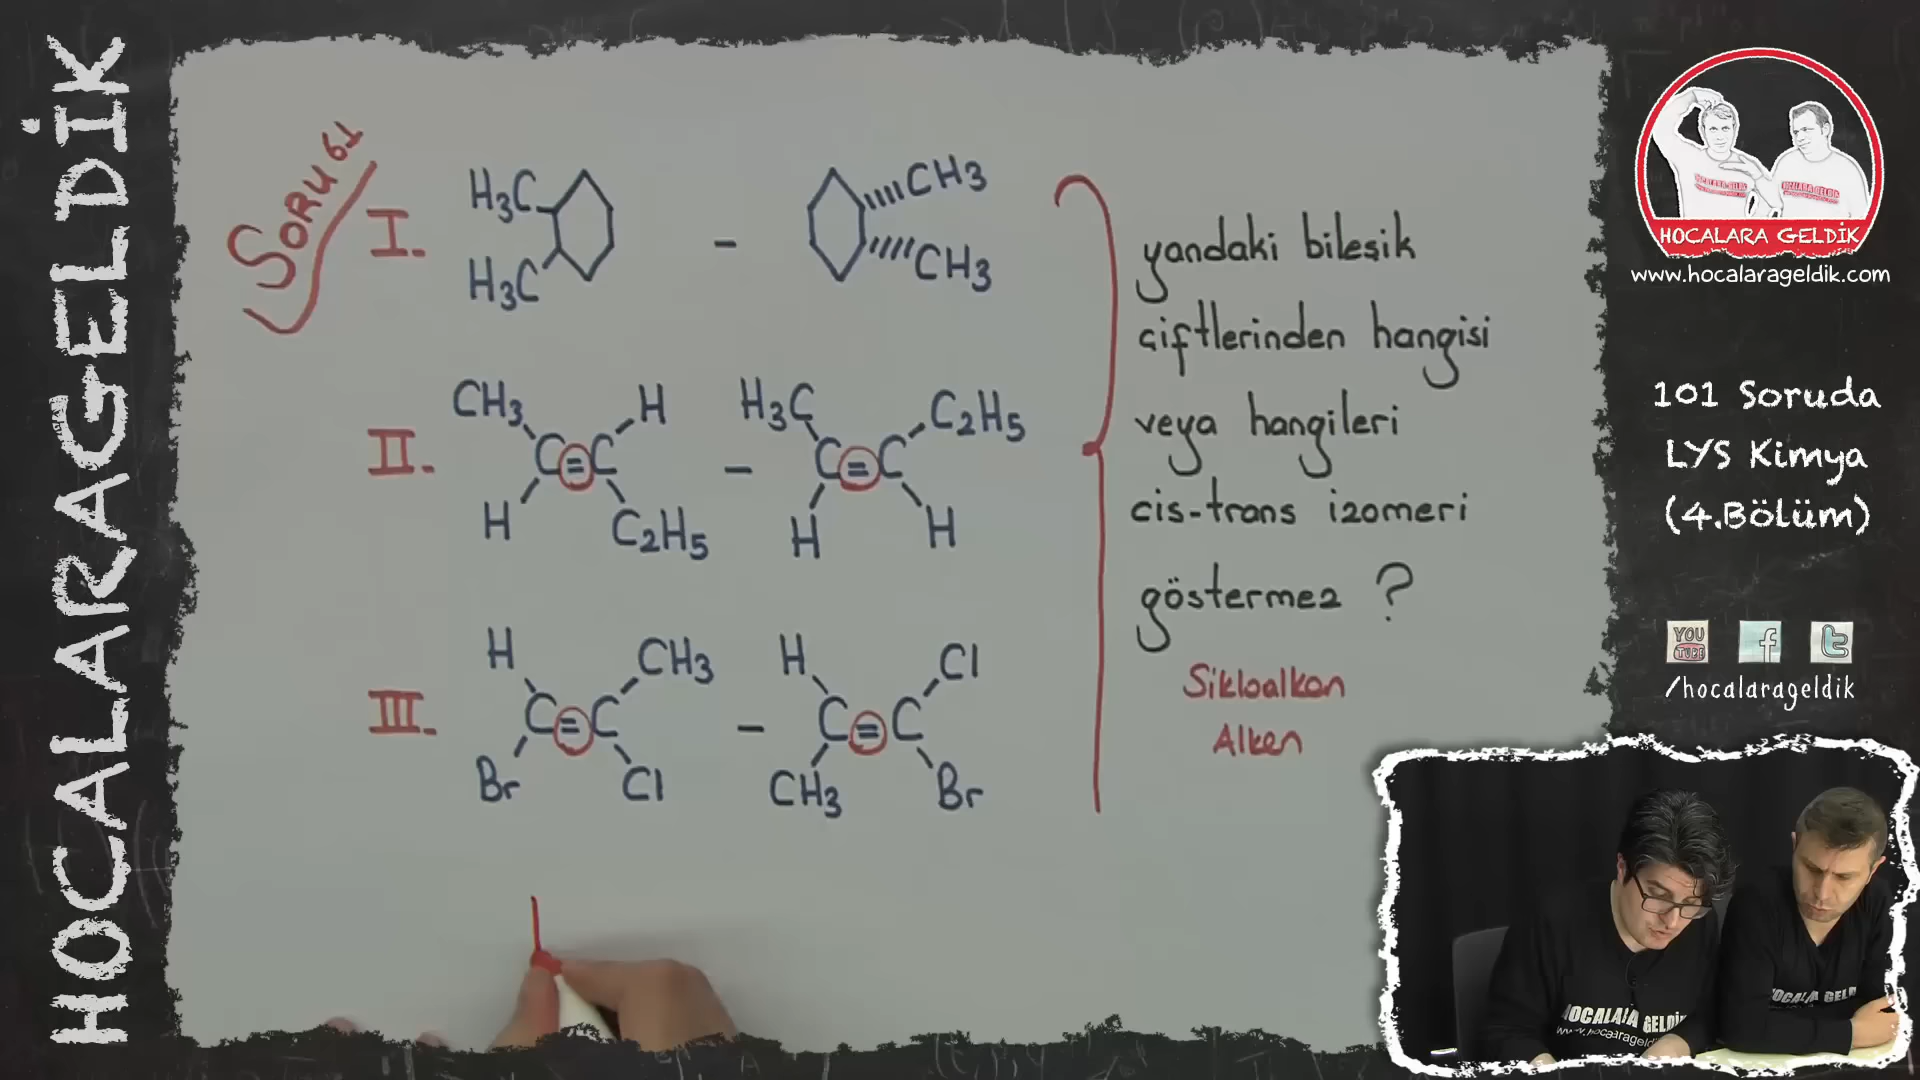 HOCALARAGELDİK
SORU 61
I. H3C H3C - CH3 CH3
II. CH3 H C=C H C2H5 - H3C C2H5 C=C H H
III. H CH3 C=C Br Cl - H Cl C=C CH3 Br
yandaki bileşik
çiftlerinden hangisi
veya hangileri
cis-trans izomeri
göstermez ?
Sikloalkan
Alken
HOCALARA GELDİK
www.hocalarageldik.com
101 Soruda
LYS Kimya
(4.Bölüm)
YOU
f
t
/hocalarageldik
HOCALARA GELDİK